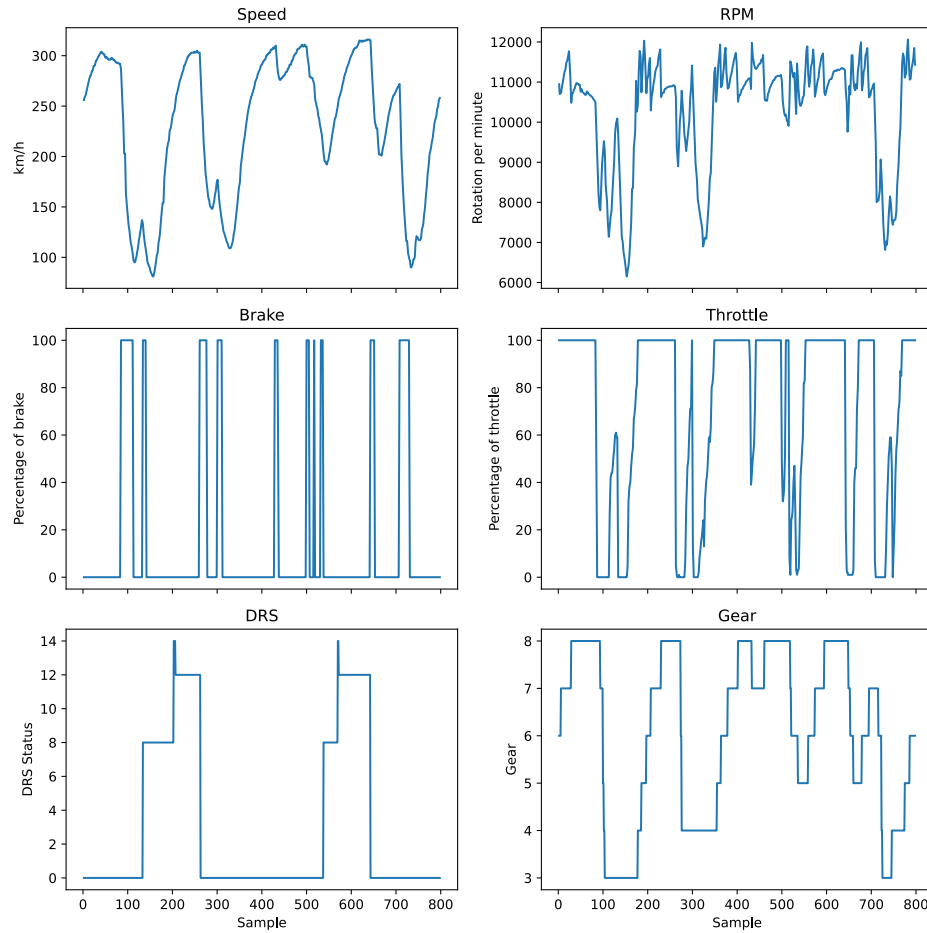 Speed
RPM
km/h
300
250
200
150
100
Rotation per minute
12000
11000
10000
9000
8000
7000
6000
Brake
Throttle
Percentage of brake
100
80
60
40
20
0
Percentage of throttle
100
80
60
40
20
0
DRS
Gear
DRS Status
14
12
10
8
6
4
2
0
0 100 200 300 400 500 600 700 800
Sample
Gear
8
7
6
5
4
3
0 100 200 300 400 500 600 700 800
Sample